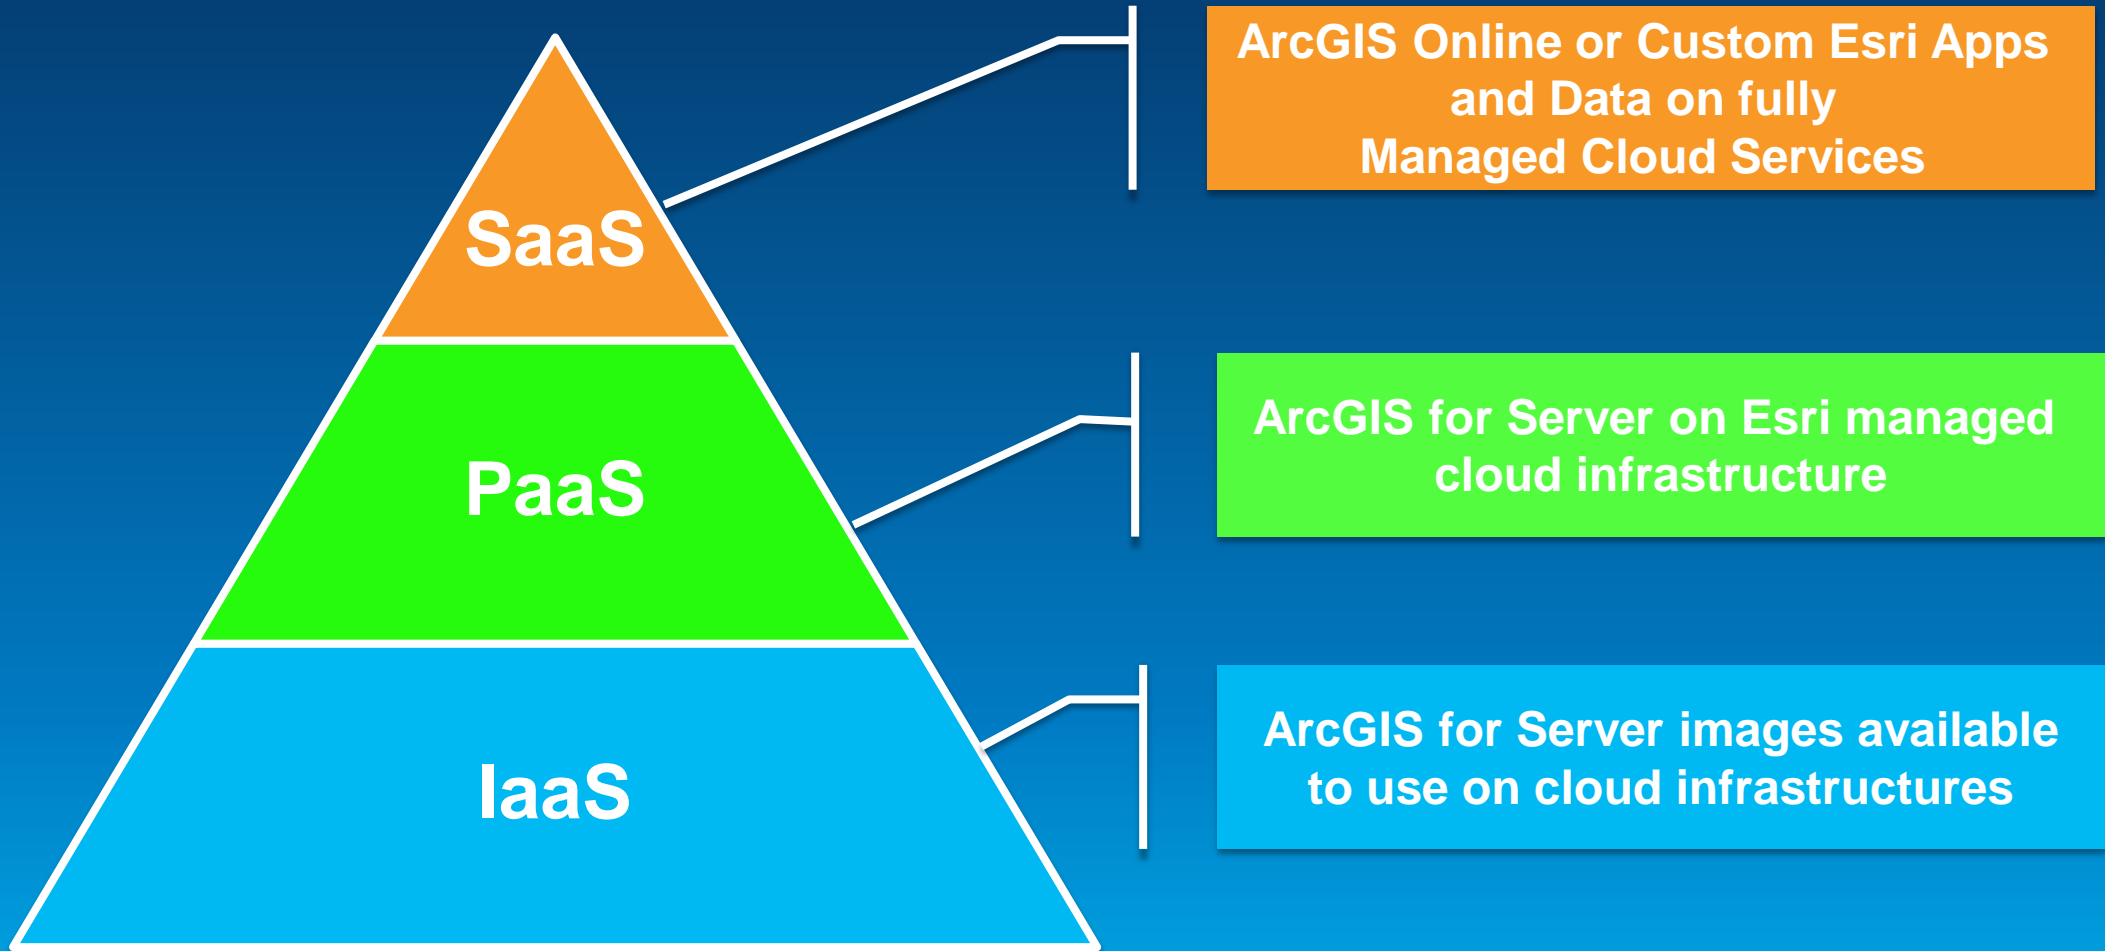 SaaS
ArcGIS Online or Custom Esri Apps
and Data on fully
Managed Cloud Services
PaaS
ArcGIS for Server on Esri managed
cloud infrastructure
IaaS
ArcGIS for Server images available
to use on cloud infrastructures